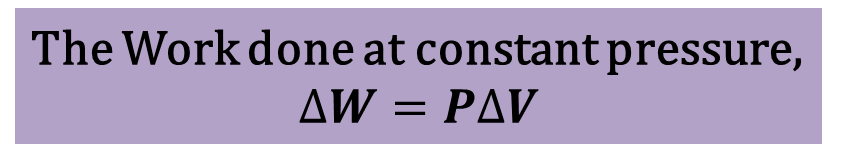 The Work done at constant pressure,
ΔW = PΔV